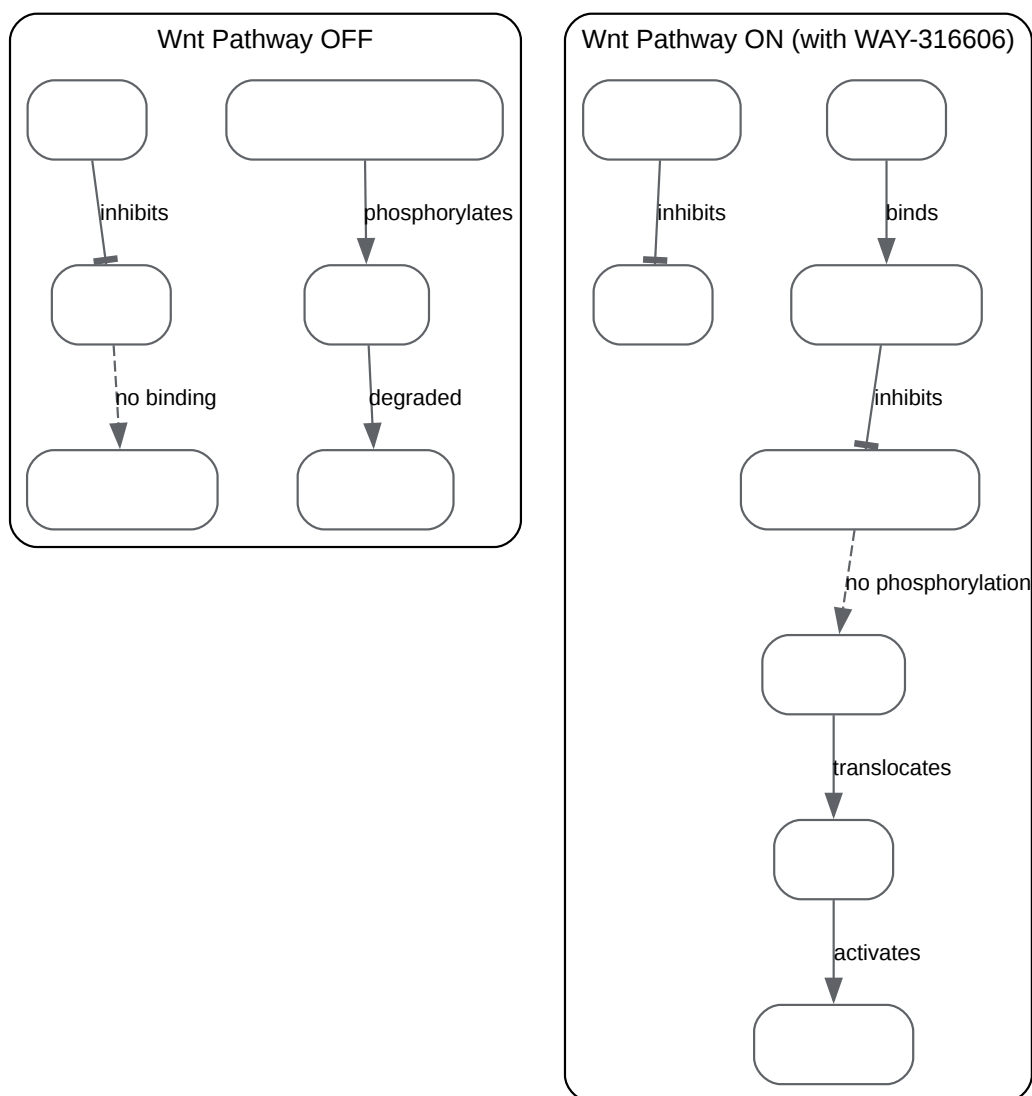 Wnt Pathway OFF
inhibits
phosphorylates
no binding
degraded
Wnt Pathway ON (with WAY-316606)
inhibits
binds
inhibits
no phosphorylation
translocates
activates